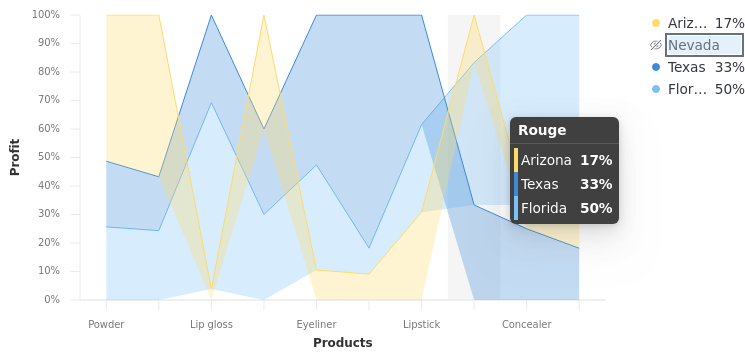 100%
90%
80%
70%
60%
50%
40%
30%
20%
10%
0%
Profit
Powder
Lip gloss
Eyeliner
Lipstick
Concealer
Products
Rouge
Arizona 17%
Texas 33%
Florida 50%
Ariz... 17%
Nevada
Texas 33%
Flor... 50%